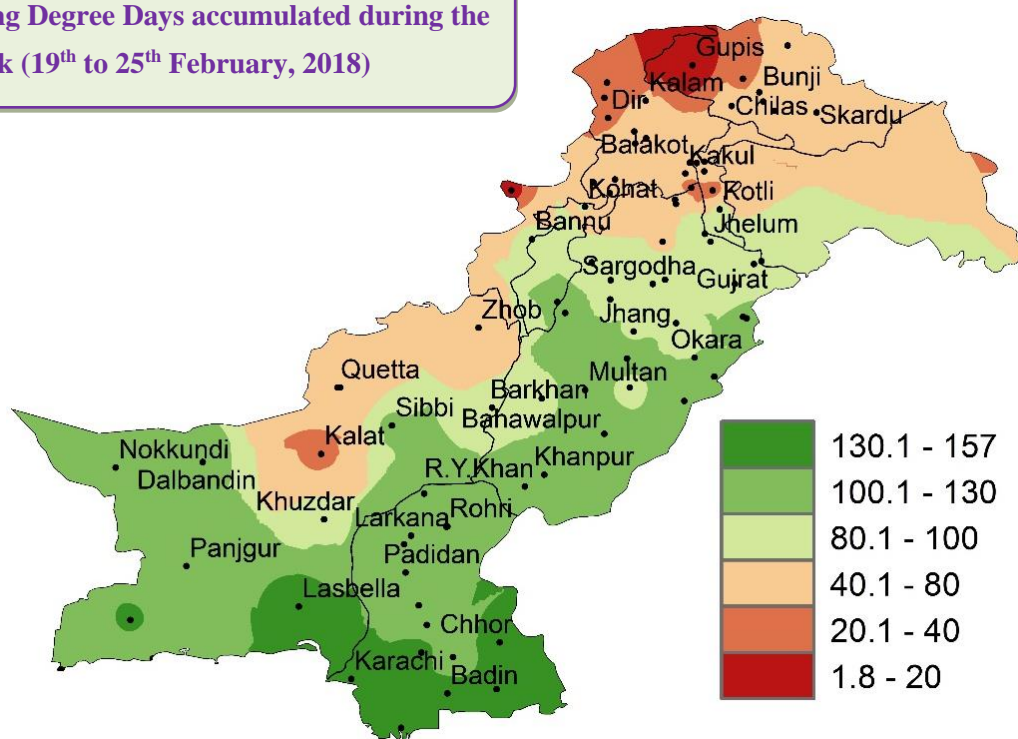 ng Degree Days accumulated during the
k (19th to 25th February, 2018)
Gupis
Kalam
Bunji
Dir
Chilas
Skardu
Balakot
Kakul
Kohat
Kotli
Bannu
Jhelum
Sargodha
Gujrat
Zhob
Jhang
Okara
Quetta
Multan
Sibbi
Barkhan
Bahawalpur
Kalat
Nokkundi
Dalbandin
R.Y.Khan
Khanpur
Khuzdar
Larkana
Rohri
Panjgur
Padidan
Lasbella
Chhor
Karachi
Badin
130.1 - 157
100.1 - 130
80.1 - 100
40.1 - 80
20.1 - 40
1.8 - 20